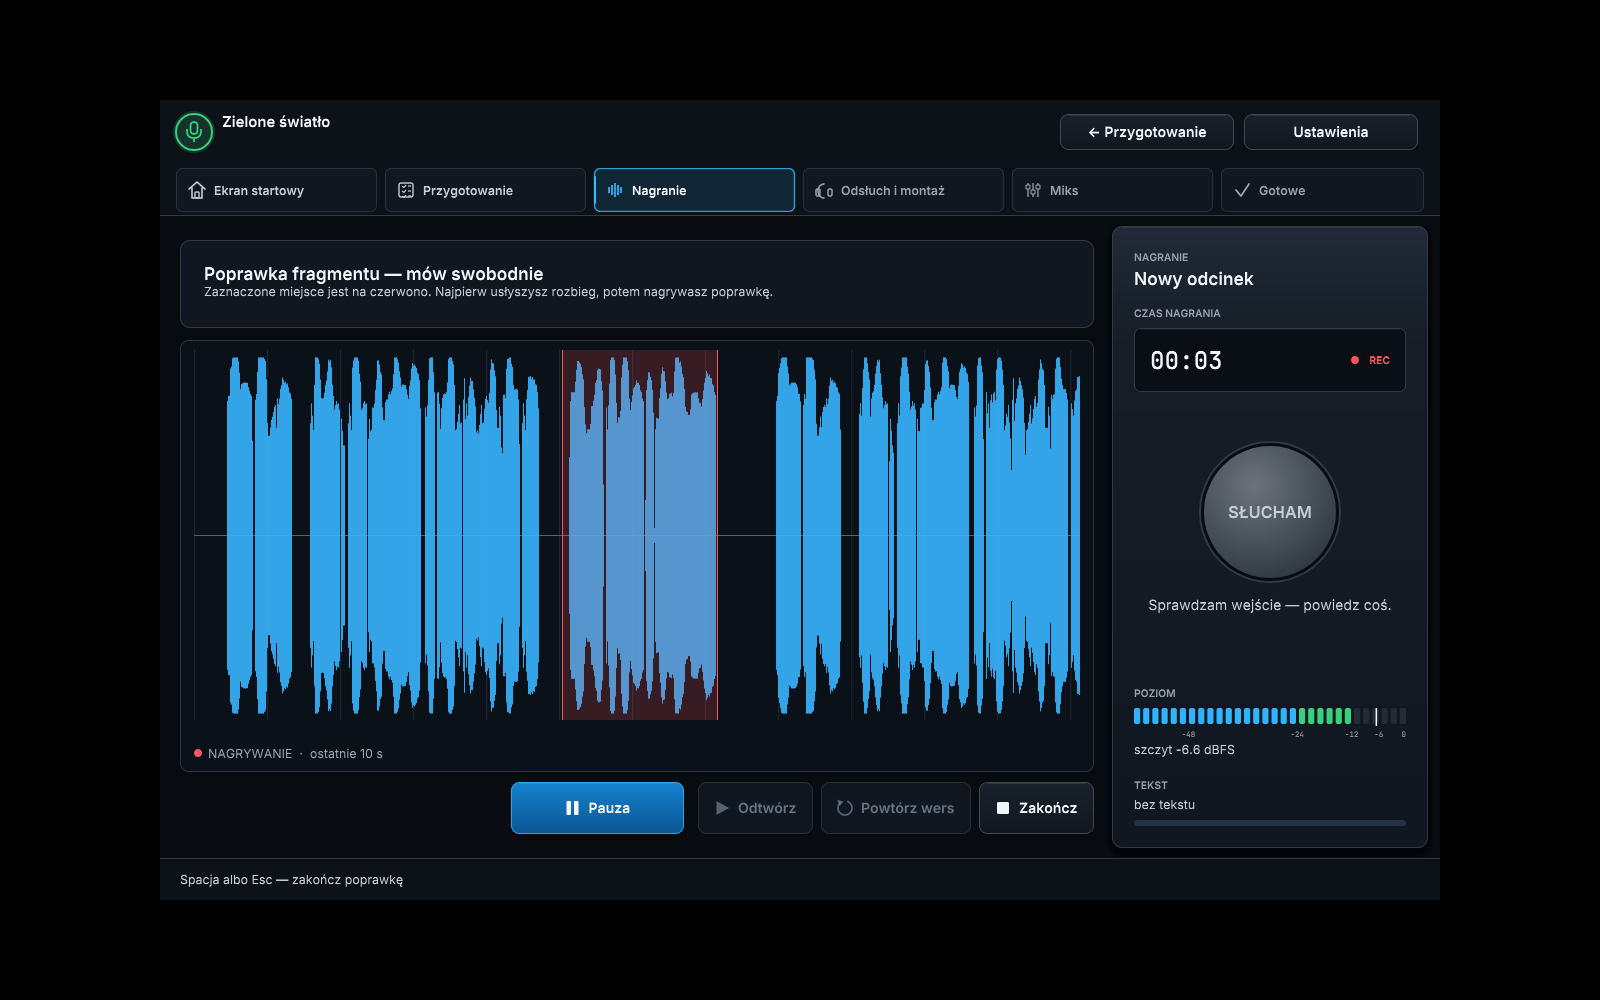 Zielone światło
← Przygotowanie
Ustawienia
Ekran startowy
Przygotowanie
Nagranie
Odsłuch i montaż
Miks
Gotowe
Poprawka fragmentu — mów swobodnie
Zaznaczone miejsce jest na czerwono. Najpierw usłyszysz rozbieg, potem nagrywasz poprawkę.
NAGRYWANIE · ostatnie 10 s
Pauza
Odtwórz
Powtórz wers
Zakończ
NAGRANIE
Nowy odcinek
CZAS NAGRANIA
00:03
REC
SŁUCHAM
Sprawdzam wejście — powiedz coś.
POZIOM
-48 -24 -12 -6 0
szczyt -6.6 dBFS
TEKST
bez tekstu
Spacja albo Esc — zakończ poprawkę